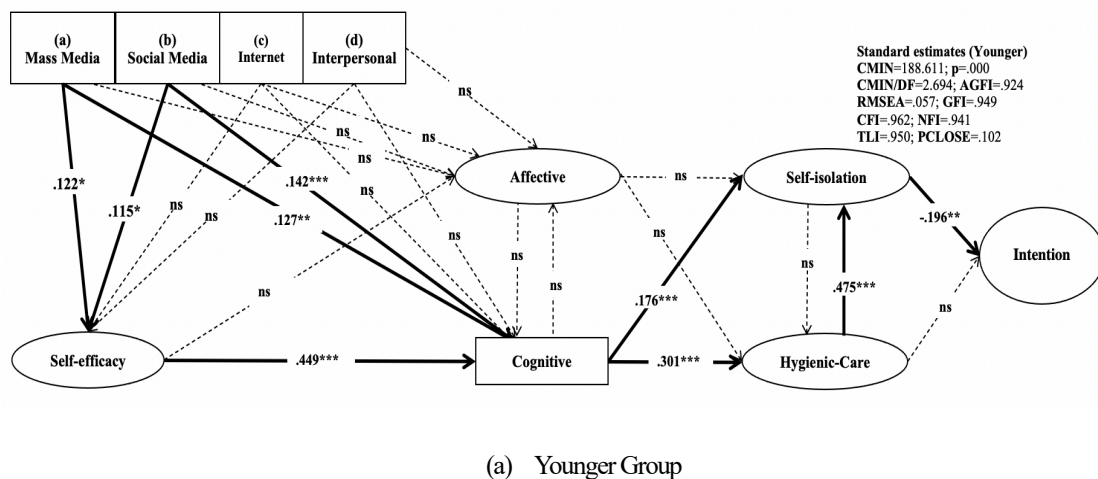 (a)
Mass Media
(b)
Social Media
(c)
Internet
(d)
Interpersonal
Standard estimates (Younger)
CMIN=188.611; p=.000
CMIN/DF=2.694; AGFI=.924
RMSEA=.057; GFI=.949
CFI=.962; NFI=.941
TLI=.950; PCLOSE=.102
ns
ns
ns
ns
ns
.122*
.115*
ns
ns
.142***
.127**
ns
ns
Affective
ns
Self-isolation
-.196**
Intention
ns
ns
ns
ns
ns
.176***
.475***
ns
Self-efficacy
.449***
Cognitive
.301***
Hygienic-Care
(a) Younger Group